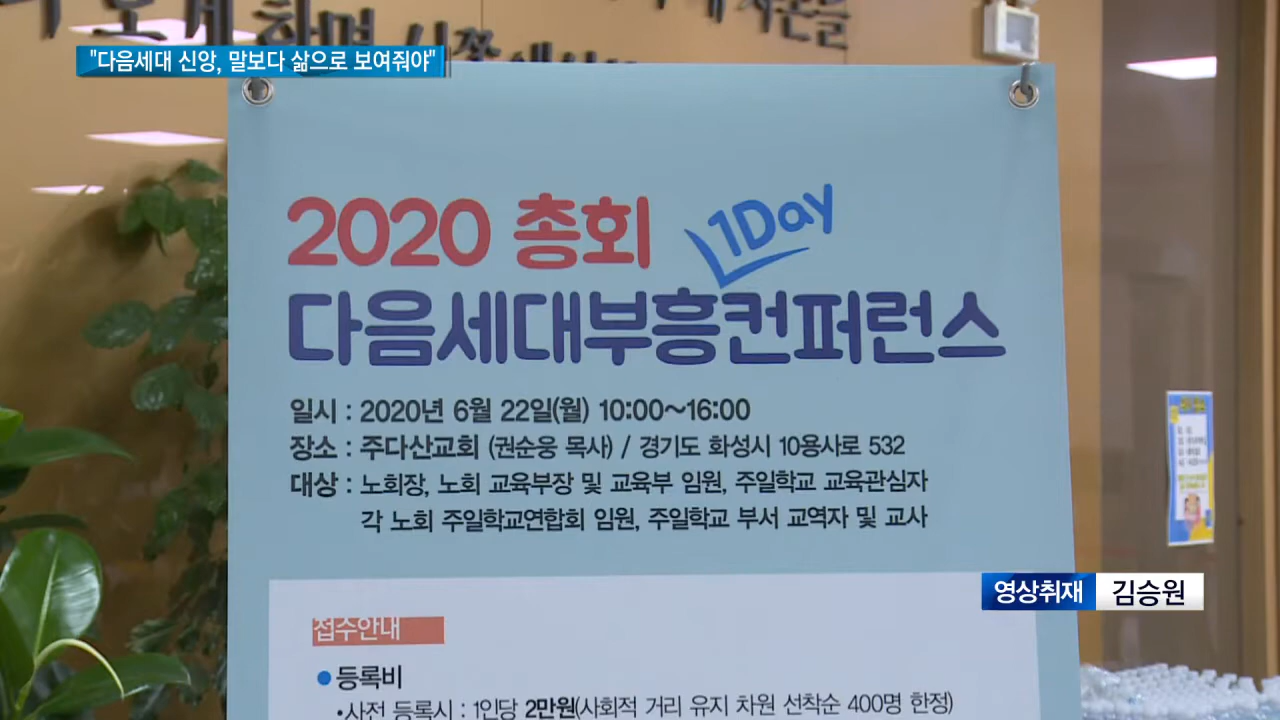 "다음세대 신앙, 말보다 삶으로 보여줘야"
2020 총회 1Day
다음세대부흥컨퍼런스
일시 : 2020년 6월 22일(월) 10:00~16:00
장소 : 주다산교회 (권순웅 목사) / 경기도 화성시 10용사로 532
대상 : 노회장, 노회 교육부장 및 교육부 임원, 주일학교 교육관심자
각 노회 주일학교연합회 임원, 주일학교 부서 교역자 및 교사
영상취재 김승원
접수안내
●등록비
•사전 등록시 : 1인당 2만원(사회적 거리 유지 차원 선착순 400명 한정)